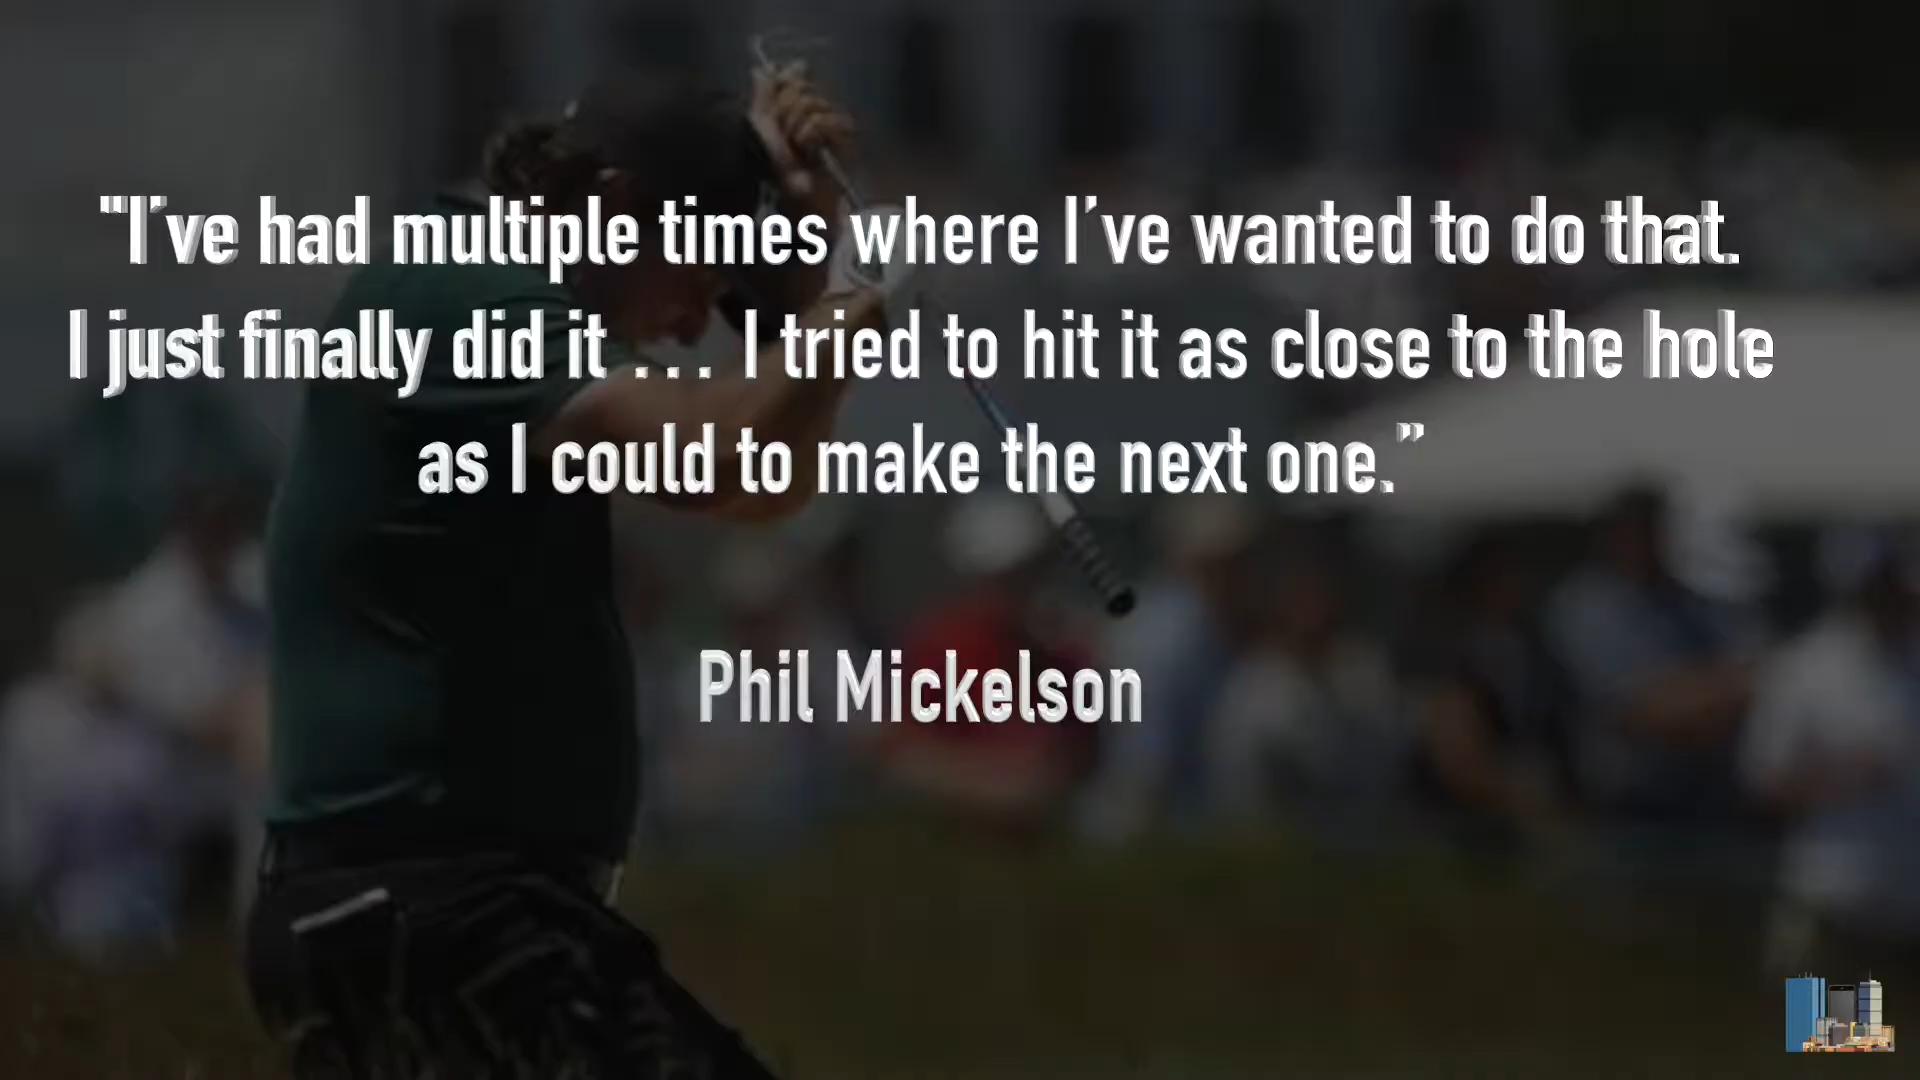 "I've had multiple times where I've wanted to do that.
I just finally did it ... I tried to hit it as close to the hole
as I could to make the next one.”
Phil Mickelson